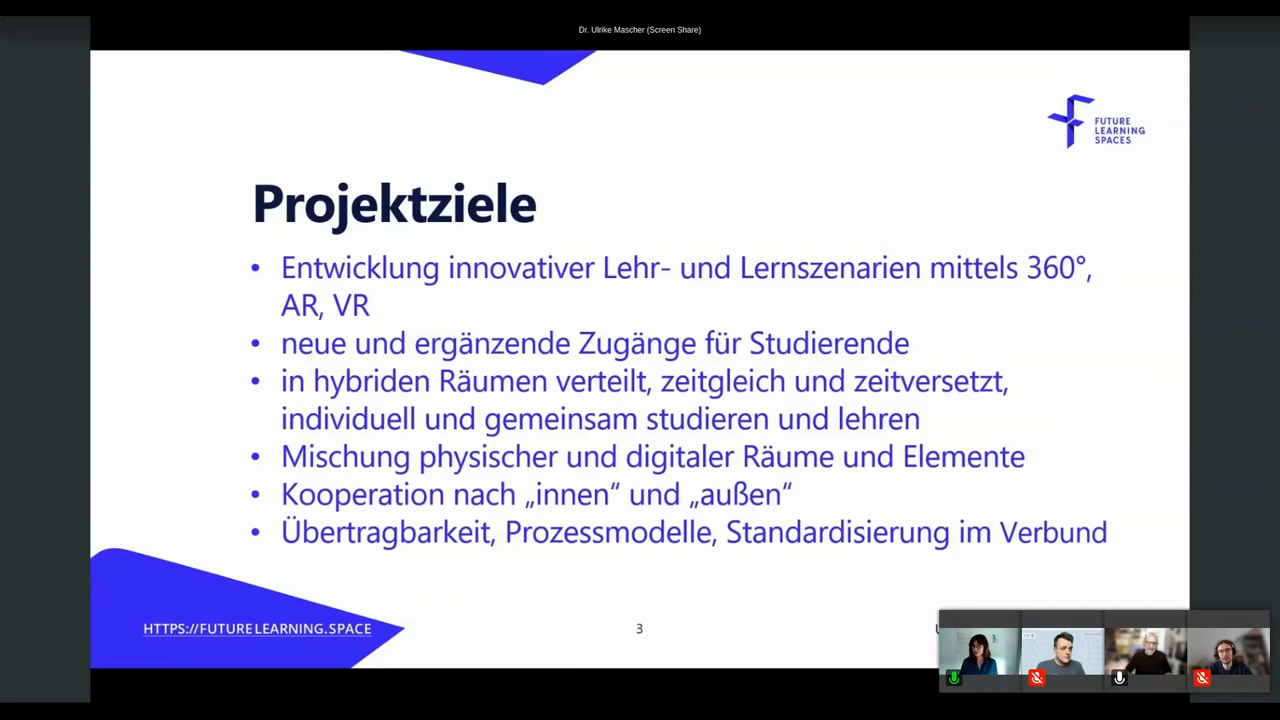 Dr. Ulrike Mascher (Screen Share)
FUTURE
LEARNING
SPACES
Projektziele
• Entwicklung innovativer Lehr- und Lernszenarien mittels 360°,
AR, VR
• neue und ergänzende Zugänge für Studierende
• in hybriden Räumen verteilt, zeitgleich und zeitversetzt,
individuell und gemeinsam studieren und lehren
• Mischung physischer und digitaler Räume und Elemente
• Kooperation nach „innen“ und „außen“
• Übertragbarkeit, Prozessmodelle, Standardisierung im Verbund
HTTPS://FUTURELEARNING.SPACE
3